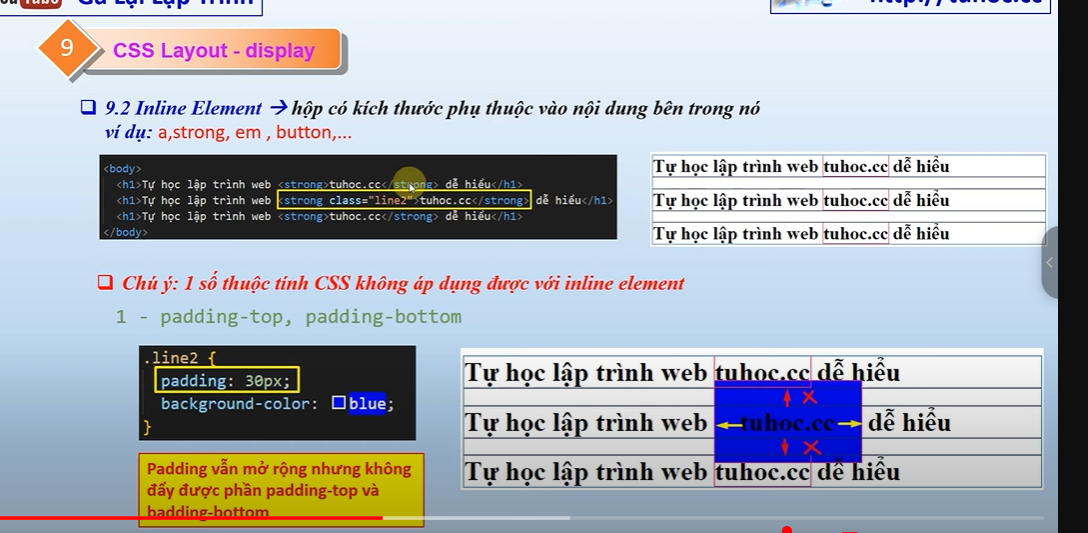 Gà Lại Lập Trình
http://tuhoc.cc
9
CSS Layout - display
9.2 Inline Element → hộp có kích thước phụ thuộc vào nội dung bên trong nó
ví dụ: a,strong, em , button,...
<body>
<h1>Tự học lập trình web <strong>tuhoc.cc</strong> dễ hiểu</h1>
<h1>Tự học lập trình web <strong class="line2">tuhoc.cc</strong> dễ hiểu</h1>
<h1>Tự học lập trình web <strong>tuhoc.cc</strong> dễ hiểu</h1>
</body>
Tự học lập trình web tuhoc.cc dễ hiểu
Tự học lập trình web tuhoc.cc dễ hiểu
Tự học lập trình web tuhoc.cc dễ hiểu
Chú ý: 1 số thuộc tính CSS không áp dụng được với inline element
1 - padding-top, padding-bottom
.line2 {
padding: 30px;
background-color: blue;
}
Padding vẫn mở rộng nhưng không
đẩy được phần padding-top và
badding-bottom
Tự học lập trình web tuhoc.cc dễ hiểu
Tự học lập trình web tuhoc.cc dễ hiểu
Tự học lập trình web tuhoc.cc dễ hiểu